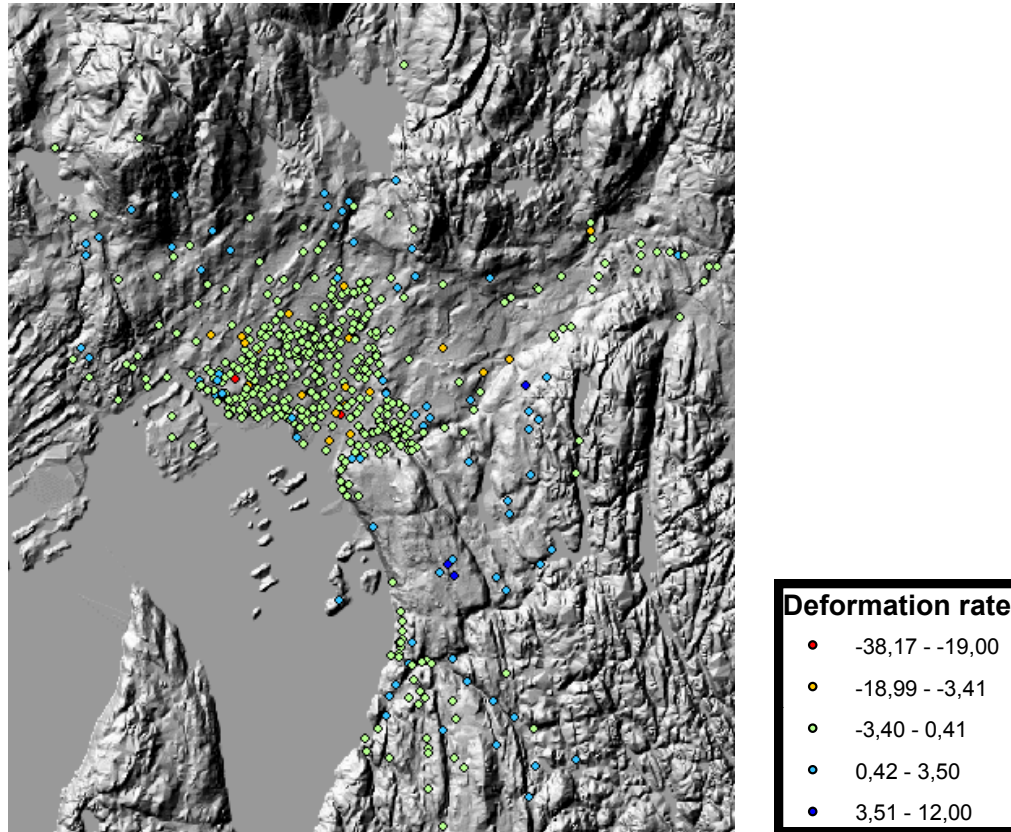 Deformation rate
-38,17 - -19,00
-18,99 - -3,41
-3,40 - 0,41
0,42 - 3,50
3,51 - 12,00